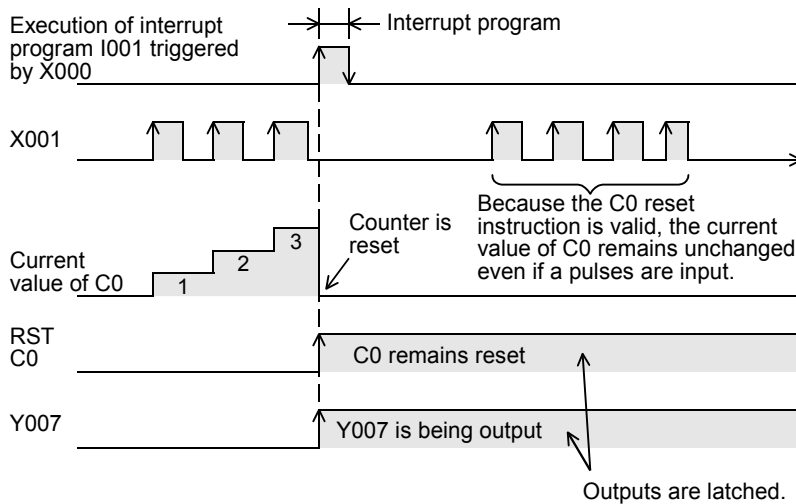 Execution of interrupt
program I001 triggered
by X000
Interrupt program
X001
Because the C0 reset
instruction is valid, the current
value of C0 remains unchanged
even if a pulses are input.
Counter is
reset
Current
value of C0
1
2
3
RST
C0
C0 remains reset
Y007
Y007 is being output
Outputs are latched.